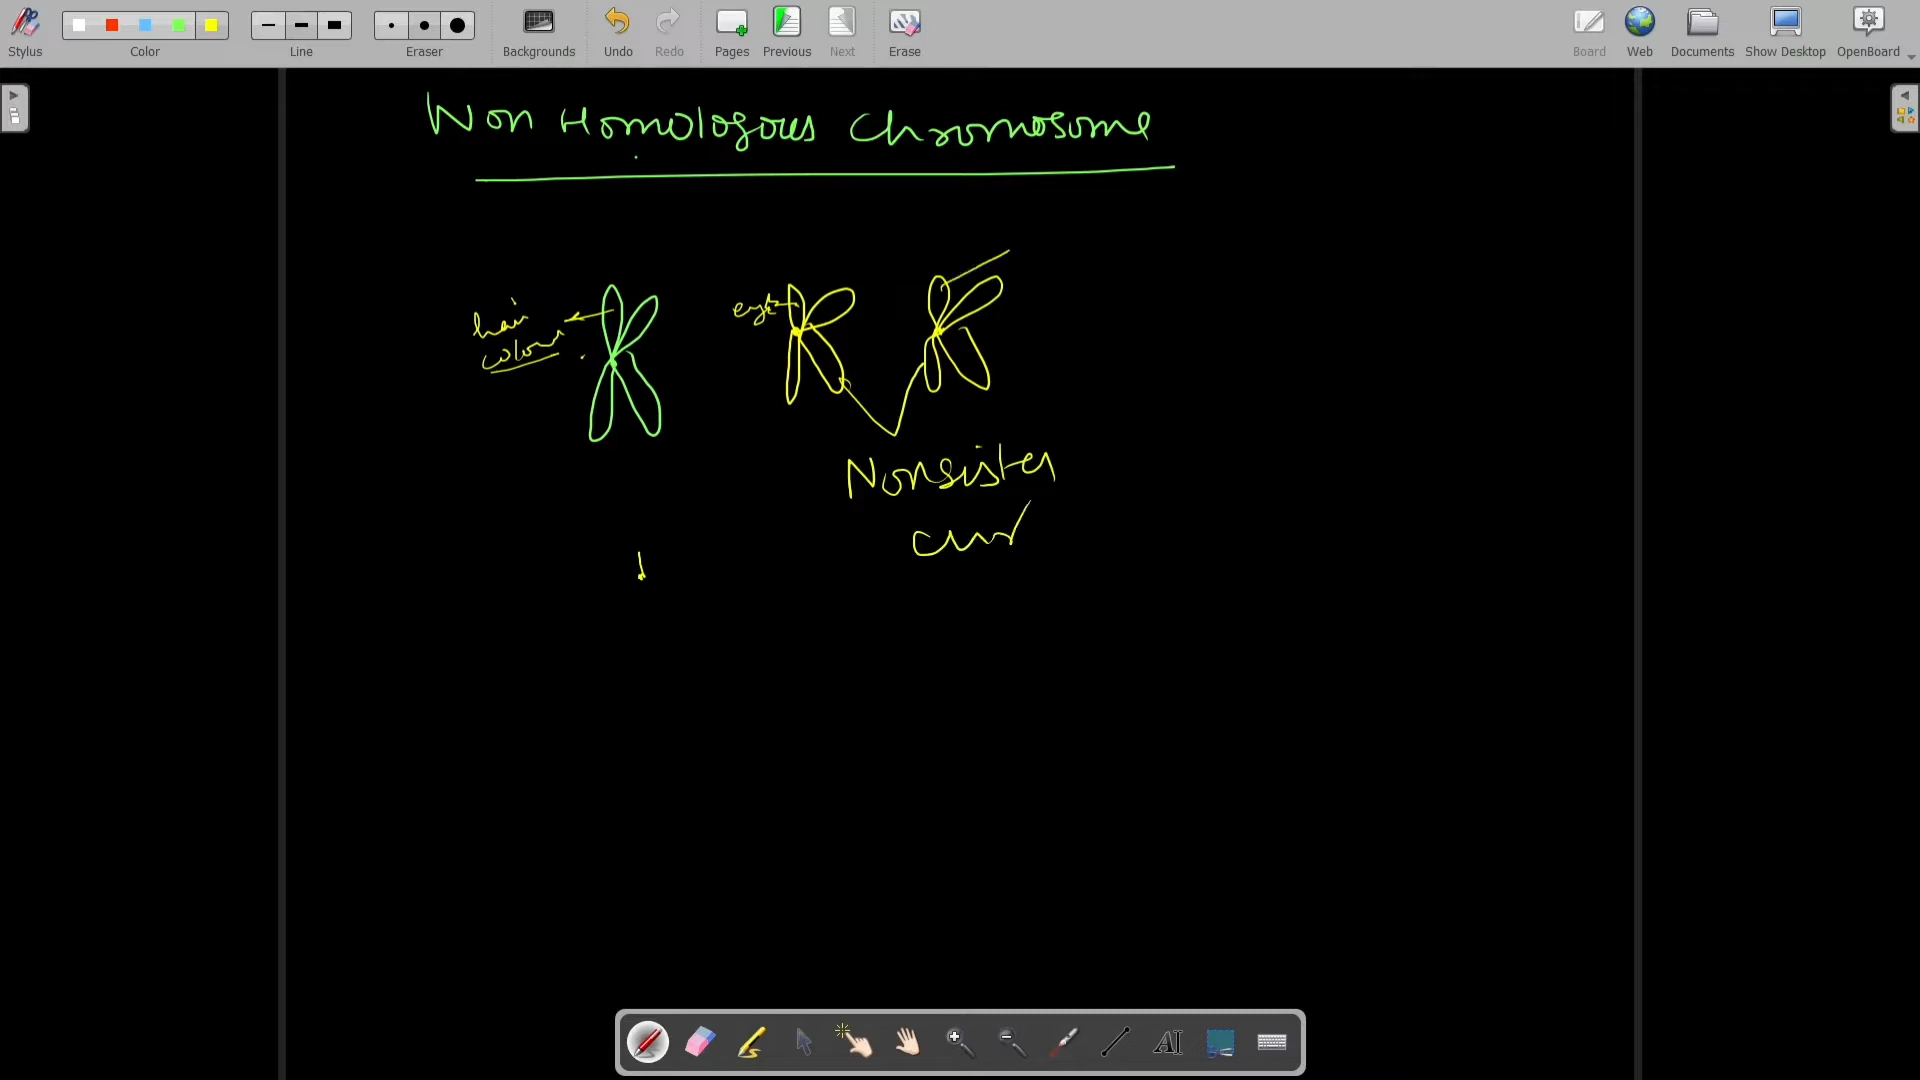 Stylus Color Line Eraser Backgrounds Undo Redo Pages Previous Next Erase Board Web Documents Show Desktop OpenBoard
Non Homologous Chromosome
hair
colour
eye
Nonsister
AI